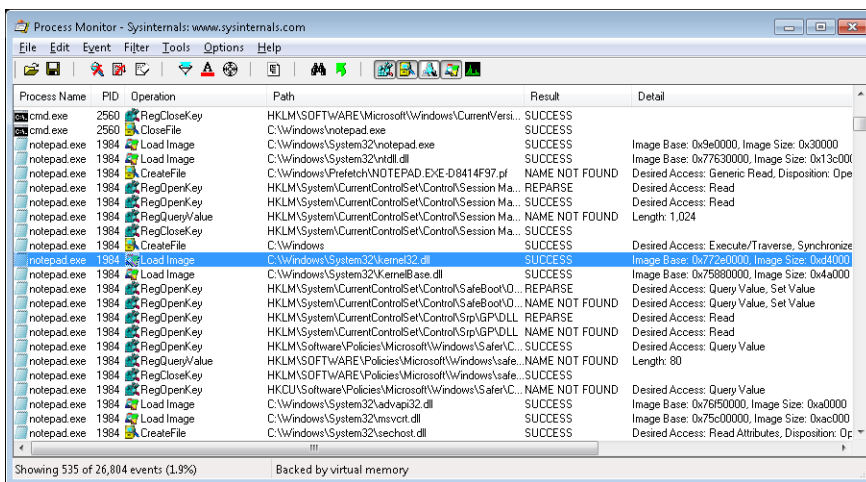 Process Monitor - Sysinternals: www.sysinternals.com
File Edit Event Filter Tools Options Help
Process Name PID Operation Path Result Detail
cmd.exe 2560 RegCloseKey HKLM\SOFTWARE\Microsoft\Windows\CurrentVersi... SUCCESS
cmd.exe 2560 CloseFile C:\Windows\notepad.exe SUCCESS
notepad.exe 1984 Load Image C:\Windows\System32\notepad.exe SUCCESS Image Base: 0x9e0000, Image Size: 0x30000
notepad.exe 1984 Load Image C:\Windows\System32\ntdll.dll SUCCESS Image Base: 0x77630000, Image Size: 0x13c000
notepad.exe 1984 CreateFile C:\Windows\Prefetch\NOTEPAD.EXE-D8414F97.pf NAME NOT FOUND Desired Access: Generic Read, Disposition: Ope
notepad.exe 1984 RegOpenKey HKLM\System\CurrentControlSet\Control\Session Ma... REPARSE Desired Access: Read
notepad.exe 1984 RegOpenKey HKLM\System\CurrentControlSet\Control\Session Ma... SUCCESS Desired Access: Read
notepad.exe 1984 RegQueryValue HKLM\System\CurrentControlSet\Control\Session Ma... NAME NOT FOUND Length: 1,024
notepad.exe 1984 RegCloseKey HKLM\System\CurrentControlSet\Control\Session Ma... SUCCESS
notepad.exe 1984 CreateFile C:\Windows SUCCESS Desired Access: Execute/Traverse, Synchronize
notepad.exe 1984 Load Image C:\Windows\System32\kernel32.dll SUCCESS Image Base: 0x772e0000, Image Size: 0xd4000
notepad.exe 1984 Load Image C:\Windows\System32\KernelBase.dll SUCCESS Image Base: 0x75880000, Image Size: 0x4a000
notepad.exe 1984 RegOpenKey HKLM\System\CurrentControlSet\Control\SafeBoot\O... REPARSE Desired Access: Query Value, Set Value
notepad.exe 1984 RegOpenKey HKLM\System\CurrentControlSet\Control\SafeBoot\O... NAME NOT FOUND Desired Access: Query Value, Set Value
notepad.exe 1984 RegOpenKey HKLM\System\CurrentControlSet\Control\Srp\GP\DLL REPARSE Desired Access: Read
notepad.exe 1984 RegOpenKey HKLM\System\CurrentControlSet\Control\Srp\GP\DLL NAME NOT FOUND Desired Access: Read
notepad.exe 1984 RegOpenKey HKLM\Software\Policies\Microsoft\Windows\Safer\C... SUCCESS Desired Access: Query Value
notepad.exe 1984 RegQueryValue HKLM\SOFTWARE\Policies\Microsoft\Windows\safe... NAME NOT FOUND Length: 80
notepad.exe 1984 RegCloseKey HKLM\SOFTWARE\Policies\Microsoft\Windows\safe... SUCCESS
notepad.exe 1984 RegOpenKey HKCU\Software\Policies\Microsoft\Windows\Safer\C... NAME NOT FOUND Desired Access: Query Value
notepad.exe 1984 Load Image C:\Windows\System32\advapi32.dll SUCCESS Image Base: 0x76f50000, Image Size: 0xa0000
notepad.exe 1984 Load Image C:\Windows\System32\msvcrt.dll SUCCESS Image Base: 0x75c00000, Image Size: 0xac000
notepad.exe 1984 CreateFile C:\Windows\System32\sechost.dll SUCCESS Desired Access: Read Attributes, Disposition: Op
Showing 535 of 26,804 events (1.9%) Backed by virtual memory